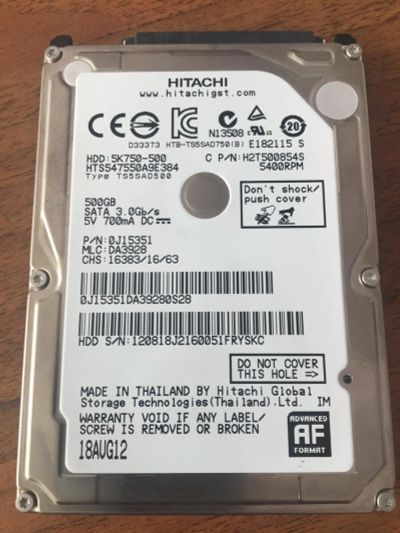 HITACHI
www.hitachigst.com
N13508
20
D33373 HTB-TS5SAD750(B) E182115 S
HDD:5K750-500 C P/N:H2T500854S
HTS547550A9E384 5400RPM
Type TS5SAD500
Don't shock/
push cover
500GB
SATA 3.0Gb/s
5V 700mA DC
P/N:0J15351
MLC:DA3928
CHS:16383/16/63
0J15351DA39280S28
HDD S/N:120818J2160051FRYSKC
DO NOT COVER
THIS HOLE =>
MADE IN THAILAND BY Hitachi Global
Storage Technologies(Thailand).Ltd. IM
WARRANTY VOID IF ANY LABEL/
SCREW IS REMOVED OR BROKEN
18AUG12
ADVANCED
AF
FORMAT